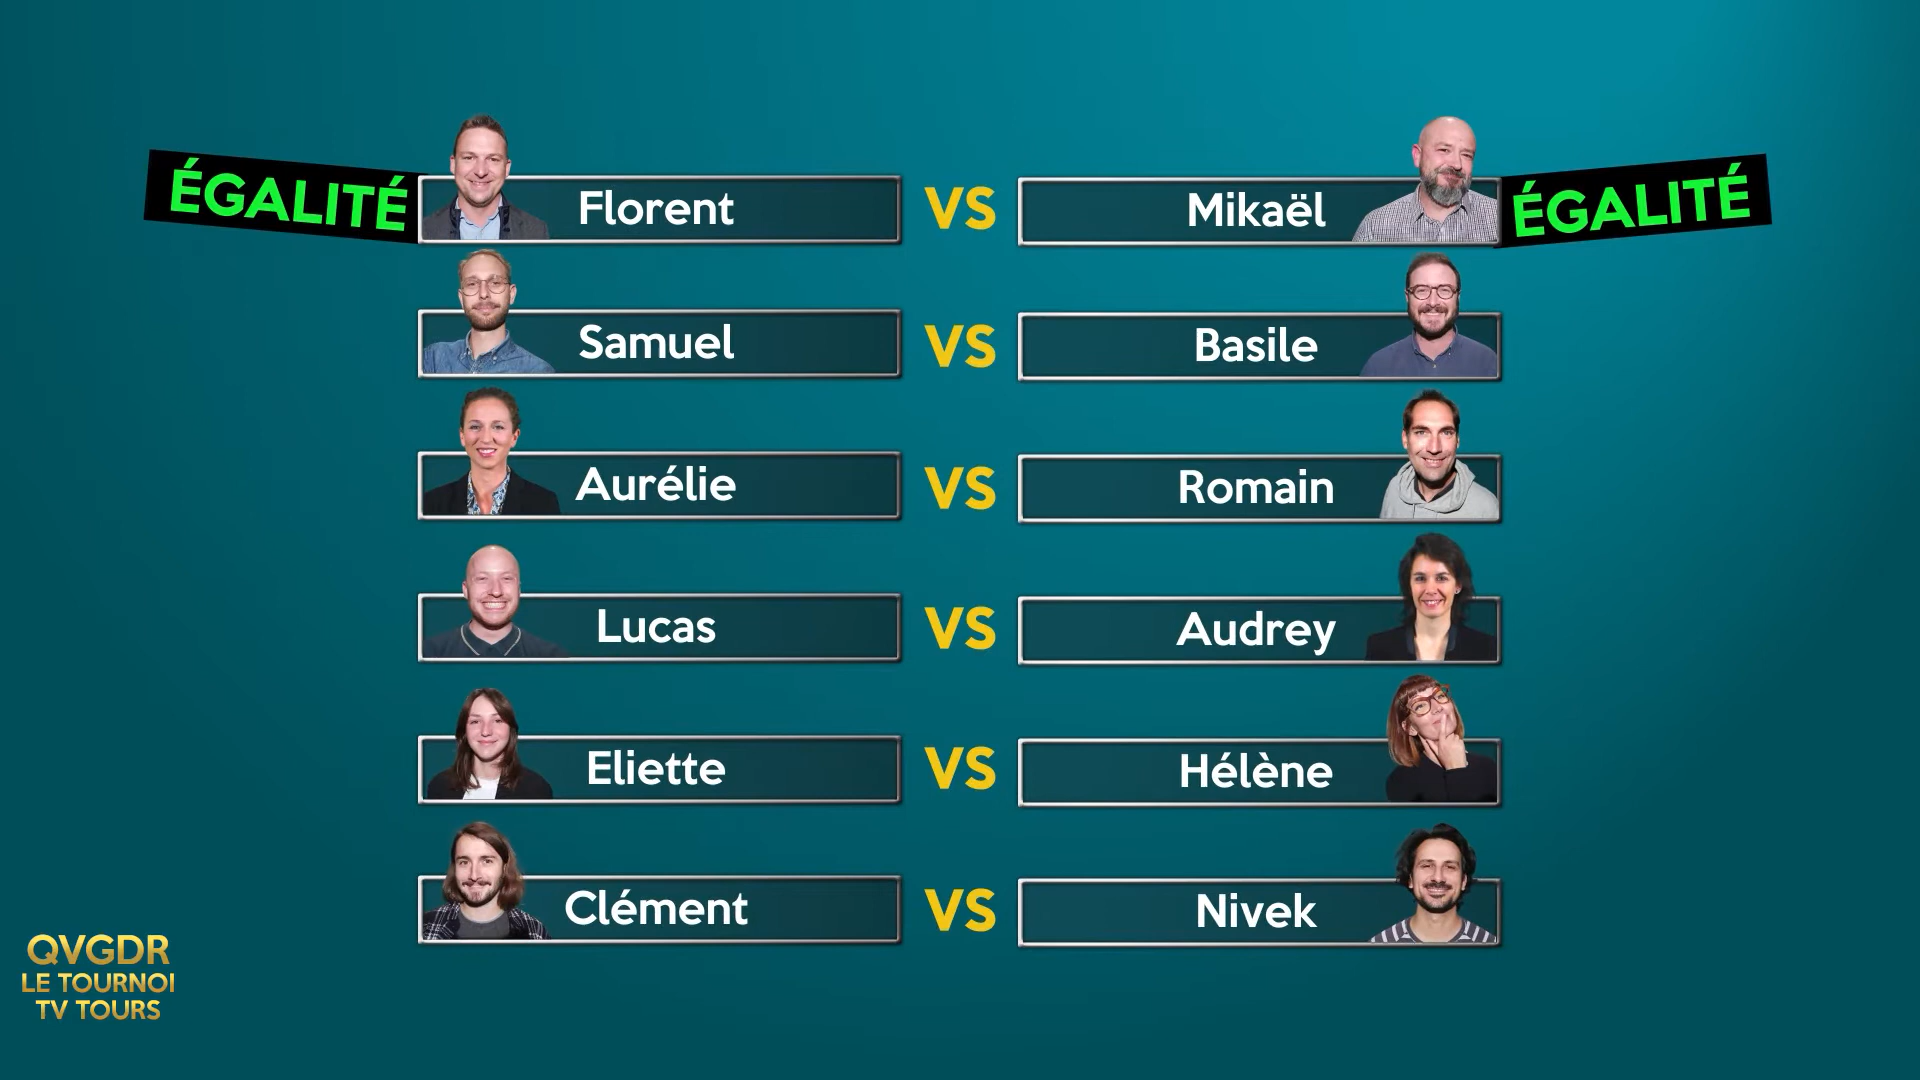 ÉGALITÉ Florent VS Mikaël ÉGALITÉ
Samuel VS Basile
Aurélie VS Romain
Lucas VS Audrey
Eliette VS Hélène
Clément VS Nivek
QVGDR
LE TOURNOI
TV TOURS